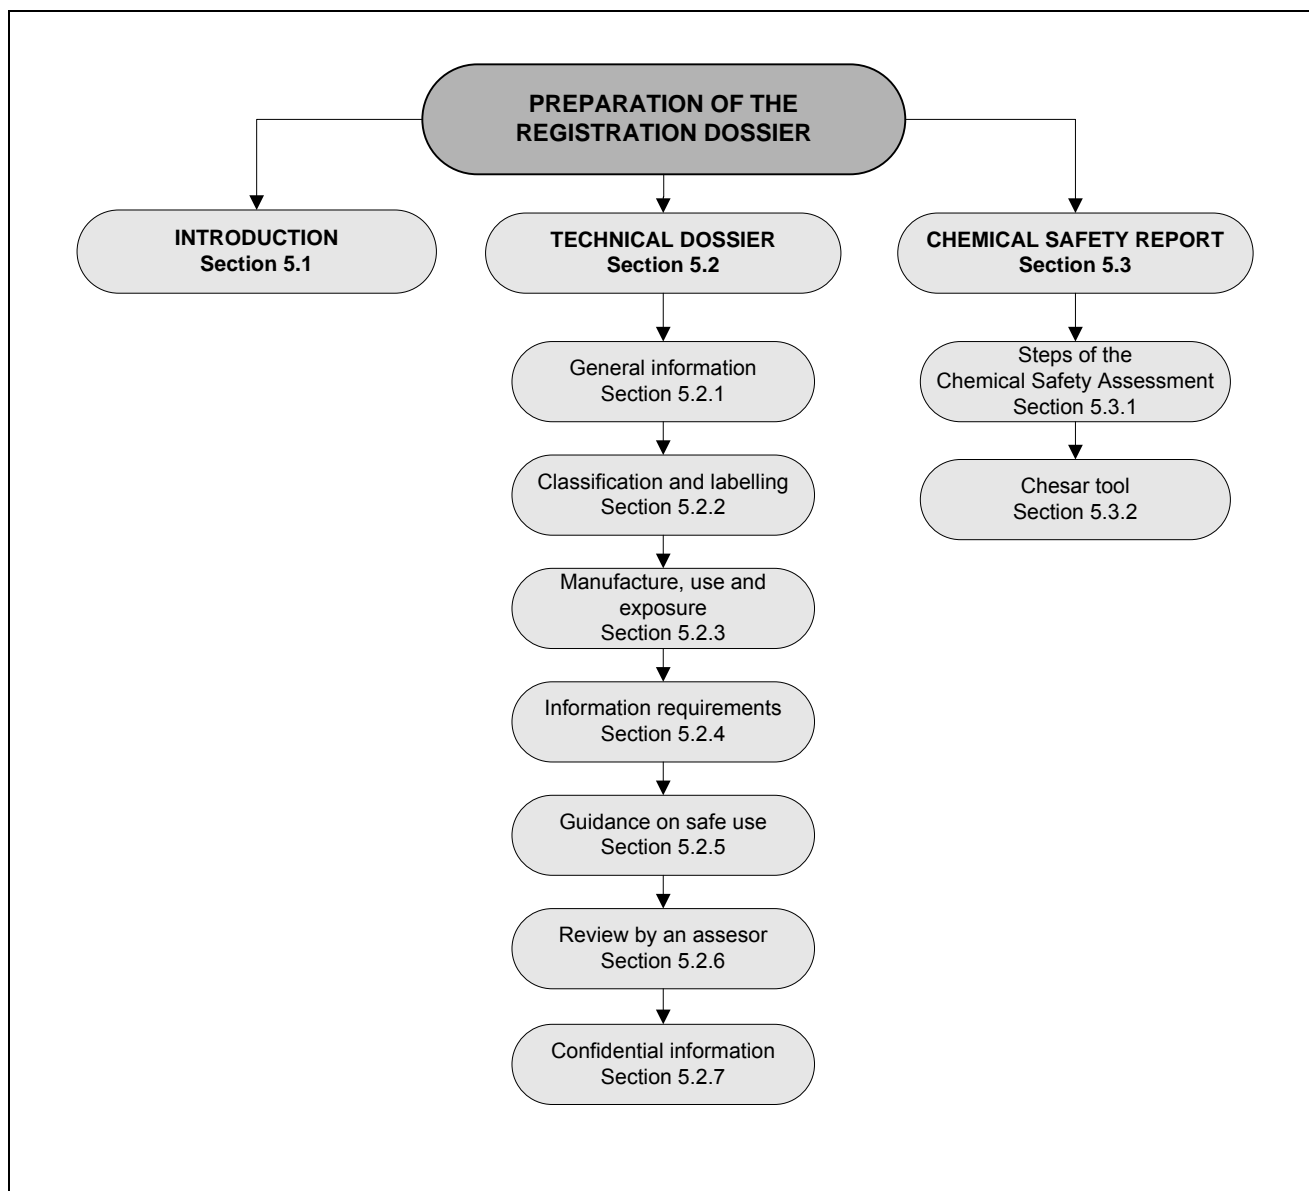 PREPARATION OF THE
REGISTRATION DOSSIER
INTRODUCTION
Section 5.1
TECHNICAL DOSSIER
Section 5.2
CHEMICAL SAFETY REPORT
Section 5.3
General information
Section 5.2.1
Classification and labelling
Section 5.2.2
Manufacture, use and
exposure
Section 5.2.3
Information requirements
Section 5.2.4
Guidance on safe use
Section 5.2.5
Review by an assesor
Section 5.2.6
Confidential information
Section 5.2.7
Steps of the
Chemical Safety Assessment
Section 5.3.1
Chesar tool
Section 5.3.2